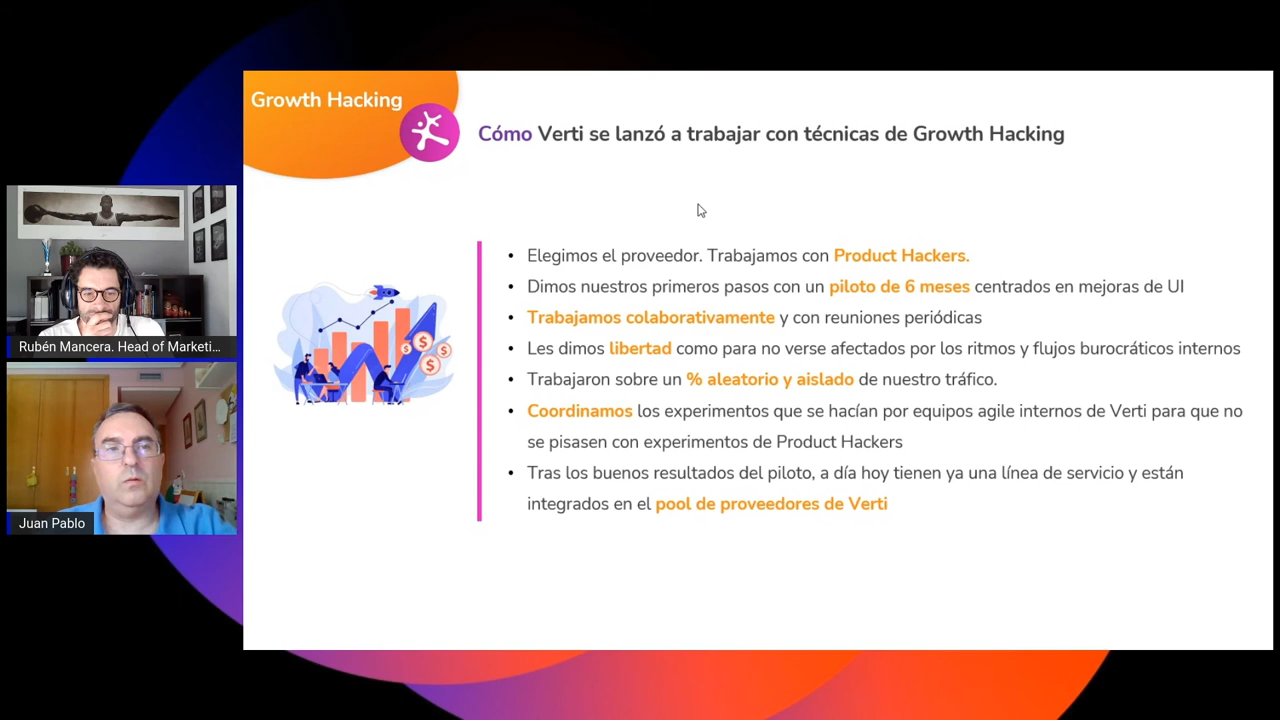 Growth Hacking
Cómo Verti se lanzó a trabajar con técnicas de Growth Hacking
• Elegimos el proveedor. Trabajamos con Product Hackers.
• Dimos nuestros primeros pasos con un piloto de 6 meses centrados en mejoras de UI
• Trabajamos colaborativamente y con reuniones periódicas
• Les dimos libertad como para no verse afectados por los ritmos y flujos burocráticos internos
• Trabajaron sobre un % aleatorio y aislado de nuestro tráfico.
• Coordinamos los experimentos que se hacían por equipos agile internos de Verti para que no
se pisasen con experimentos de Product Hackers
• Tras los buenos resultados del piloto, a día hoy tienen ya una línea de servicio y están
integrados en el pool de proveedores de Verti
$
$
$
$
Rubén Mancera. Head of Marketi...
Juan Pablo